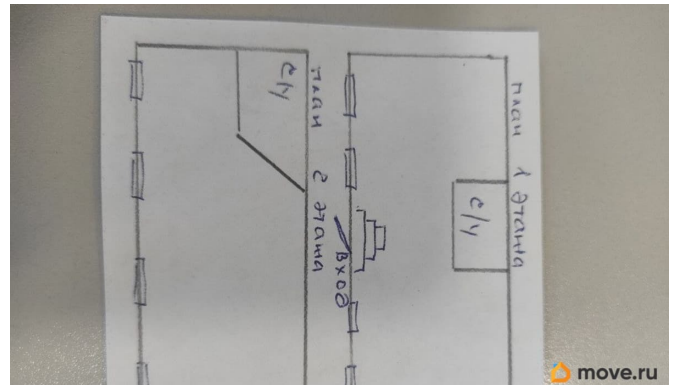 план 1 этажа
с/у
вход
план 2 этажа
с/у
move.ru